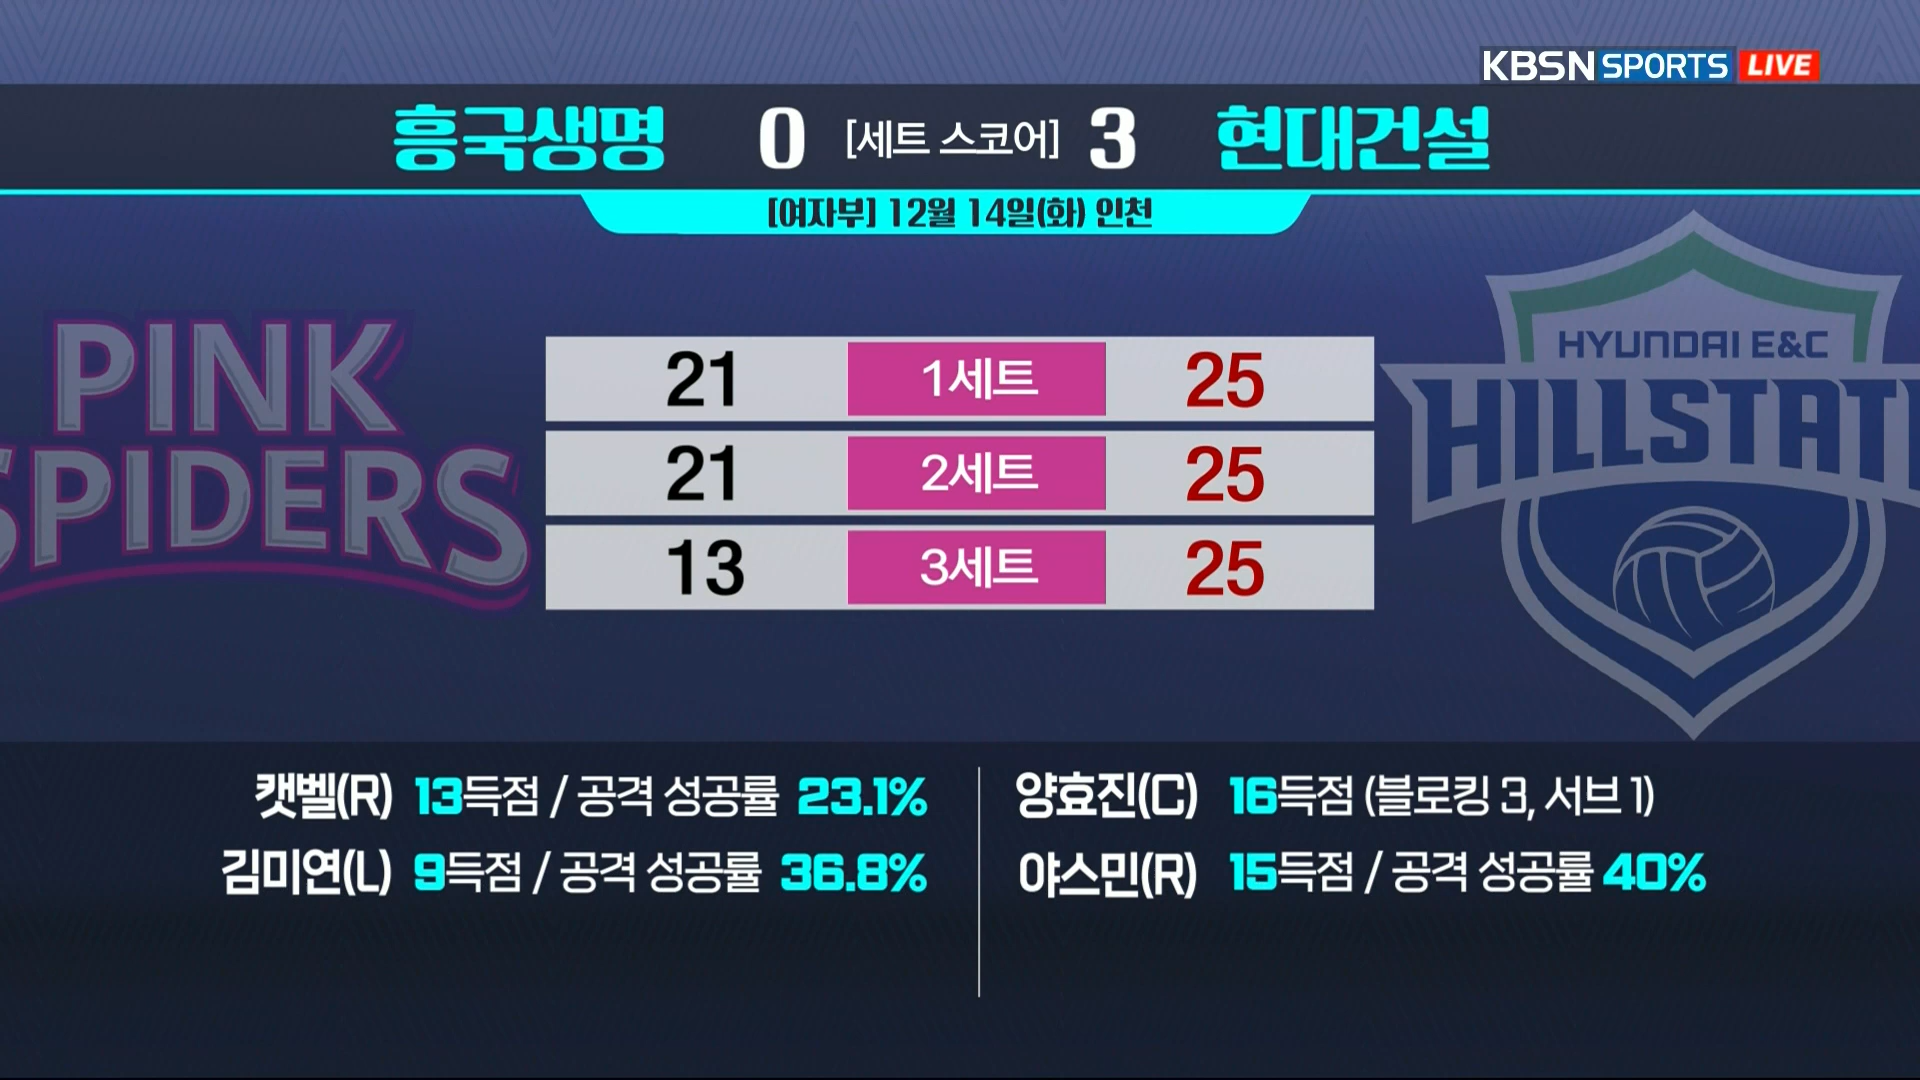 KBSN SPORTS LIVE
흥국생명 0 [세트 스코어] 3 현대건설
[여자부] 12월 14일(화) 인천
PINK
SPIDERS
HYUNDAI E&C
HILLSTATE
21 1세트 25
21 2세트 25
13 3세트 25
캣벨(R) 13득점 / 공격 성공률 23.1%
김미연(L) 9득점 / 공격 성공률 36.8%
양효진(C) 16득점 (블로킹 3, 서브 1)
야스민(R) 15득점 / 공격 성공률 40%